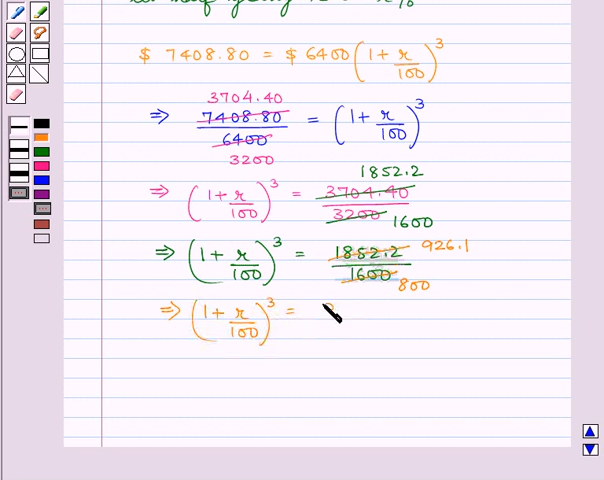 $ 7408.80 = $ 6400 (1 + r/100)^3
3704.40
⇒ 7408.80/6400 = (1 + r/100)^3
3200
1852.2
⇒ (1 + r/100)^3 = 3704.40/3200 1600
⇒ (1 + r/100)^3 = 1852.2/1600 926.1
800
⇒ (1 + r/100)^3 =